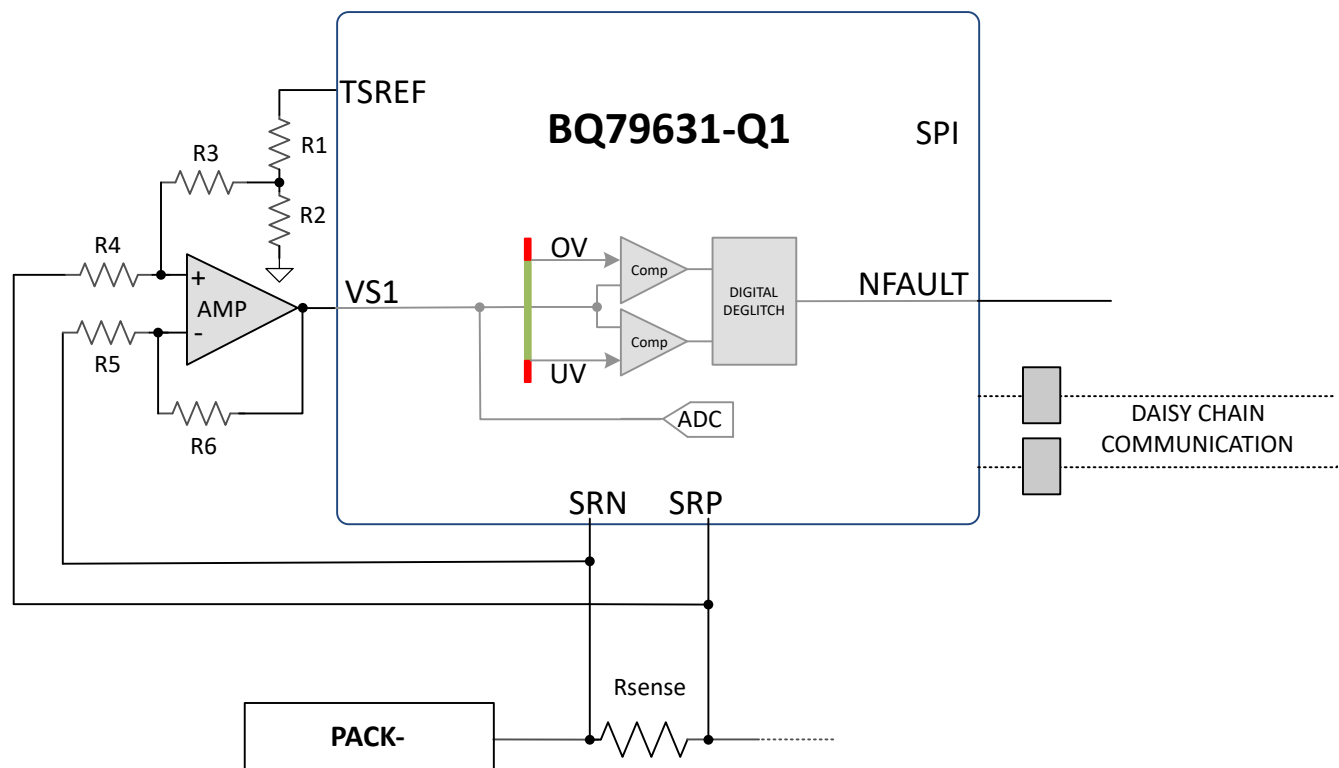 TSREF
BQ79631-Q1
SPI
R1
R3
R2
R4
+
AMP
-
R5
R6
VS1
OV
Comp
Comp
UV
DIGITAL
DEGLITCH
NFAULT
ADC
DAISY CHAIN
COMMUNICATION
SRN
SRP
Rsense
PACK-